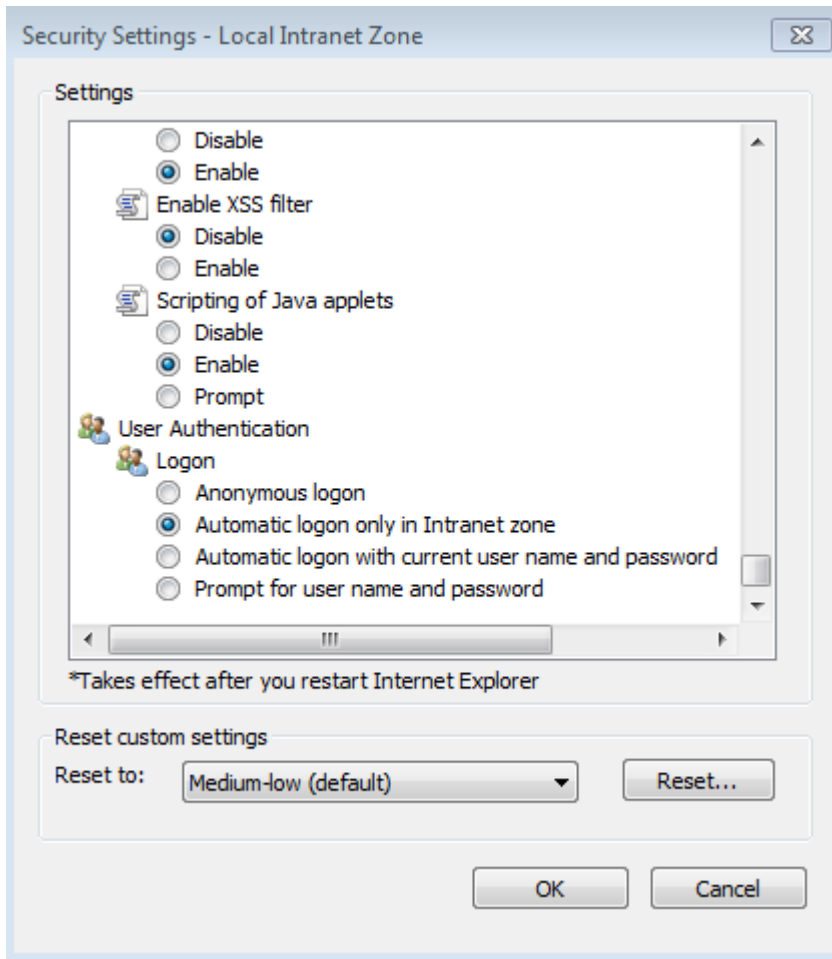 Security Settings - Local Intranet Zone
Settings
Disable
Enable
Enable XSS filter
Disable
Enable
Scripting of Java applets
Disable
Enable
Prompt
User Authentication
Logon
Anonymous logon
Automatic logon only in Intranet zone
Automatic logon with current user name and password
Prompt for user name and password
*Takes effect after you restart Internet Explorer
Reset custom settings
Reset to: Medium-low (default) Reset...
OK Cancel